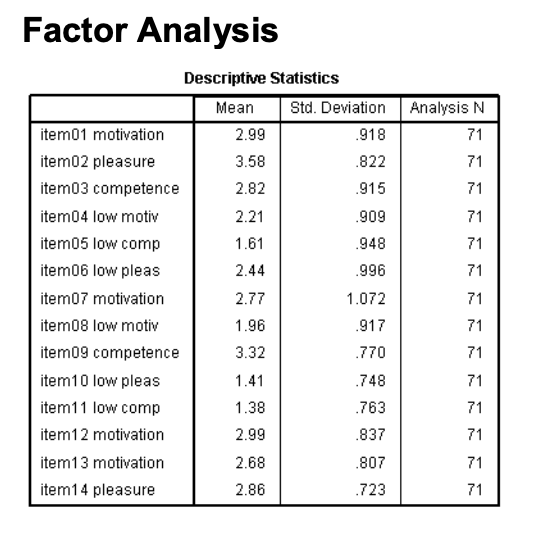 Factor Analysis
Descriptive Statistics
Mean Std. Deviation Analysis N
item01 motivation 2.99 .918 71
item02 pleasure 3.58 .822 71
item03 competence 2.82 .915 71
item04 low motiv 2.21 .909 71
item05 low comp 1.61 .948 71
item06 low pleas 2.44 .996 71
item07 motivation 2.77 1.072 71
item08 low motiv 1.96 .917 71
item09 competence 3.32 .770 71
item10 low pleas 1.41 .748 71
item11 low comp 1.38 .763 71
item12 motivation 2.99 .837 71
item13 motivation 2.68 .807 71
item14 pleasure 2.86 .723 71